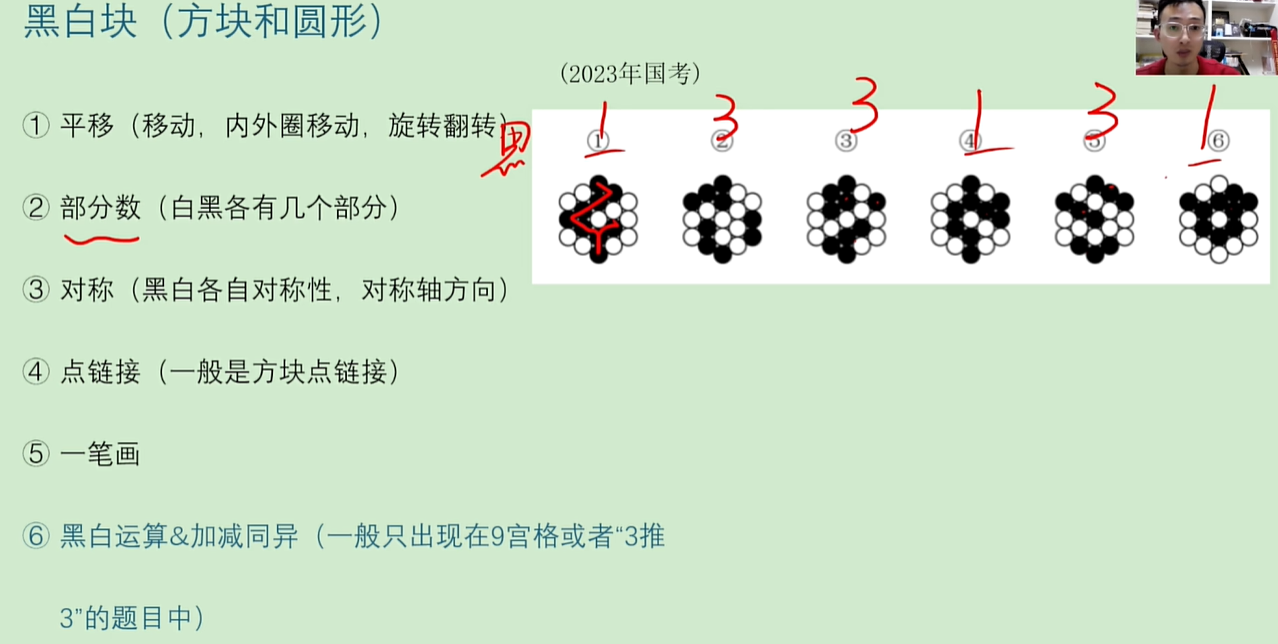 黑白块（方块和圆形）
（2023年国考）
① 平移（移动，内外圈移动，旋转翻转）
黑
1 3 3 1 3 1
① ② ③ ④ ⑤ ⑥
② 部分数（白黑各有几个部分）
③ 对称（黑白各自对称性，对称轴方向）
④ 点链接（一般是方块点链接）
⑤ 一笔画
⑥ 黑白运算&加减同异（一般只出现在9宫格或者“3推
3”的题目中）